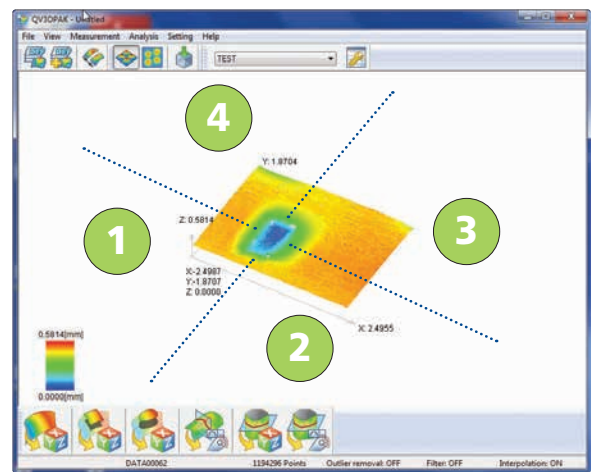 QV3DPAK - Untitled
File View Measurement Analysis Setting Help
TEST
4
Y: 1.8704
1
Z: 0.5814
3
X:-2.4987
Y:-1.8707
Z: 0.0000
X: 2.4955
2
0.5814[mm]
0.0000[mm]
DATA00062 1194296 Points Outlier removal: OFF Filter: OFF Interpolation: ON